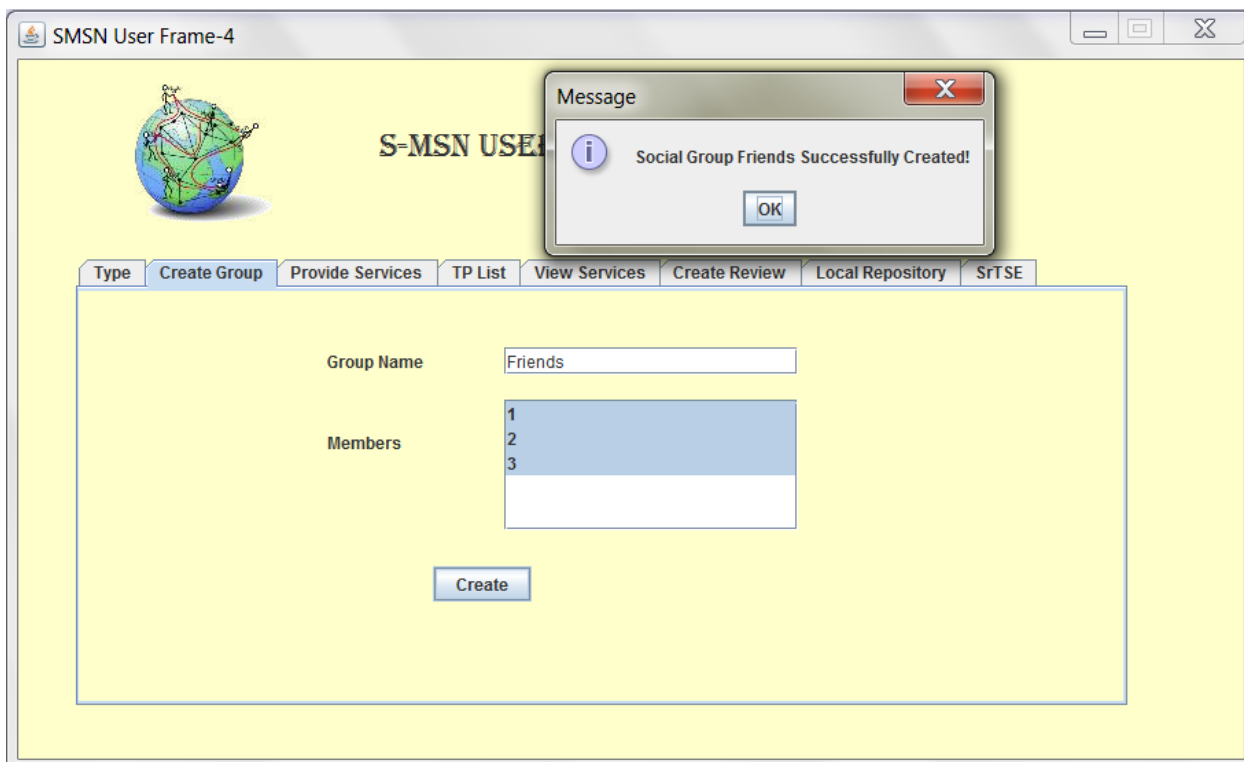 SMSN User Frame-4
Message
S-MSN USE
i
Social Group Friends Successfully Created!
OK
Type Create Group Provide Services TP List View Services Create Review Local Repository SrTSE
Group Name Friends
Members
1
2
3
Create